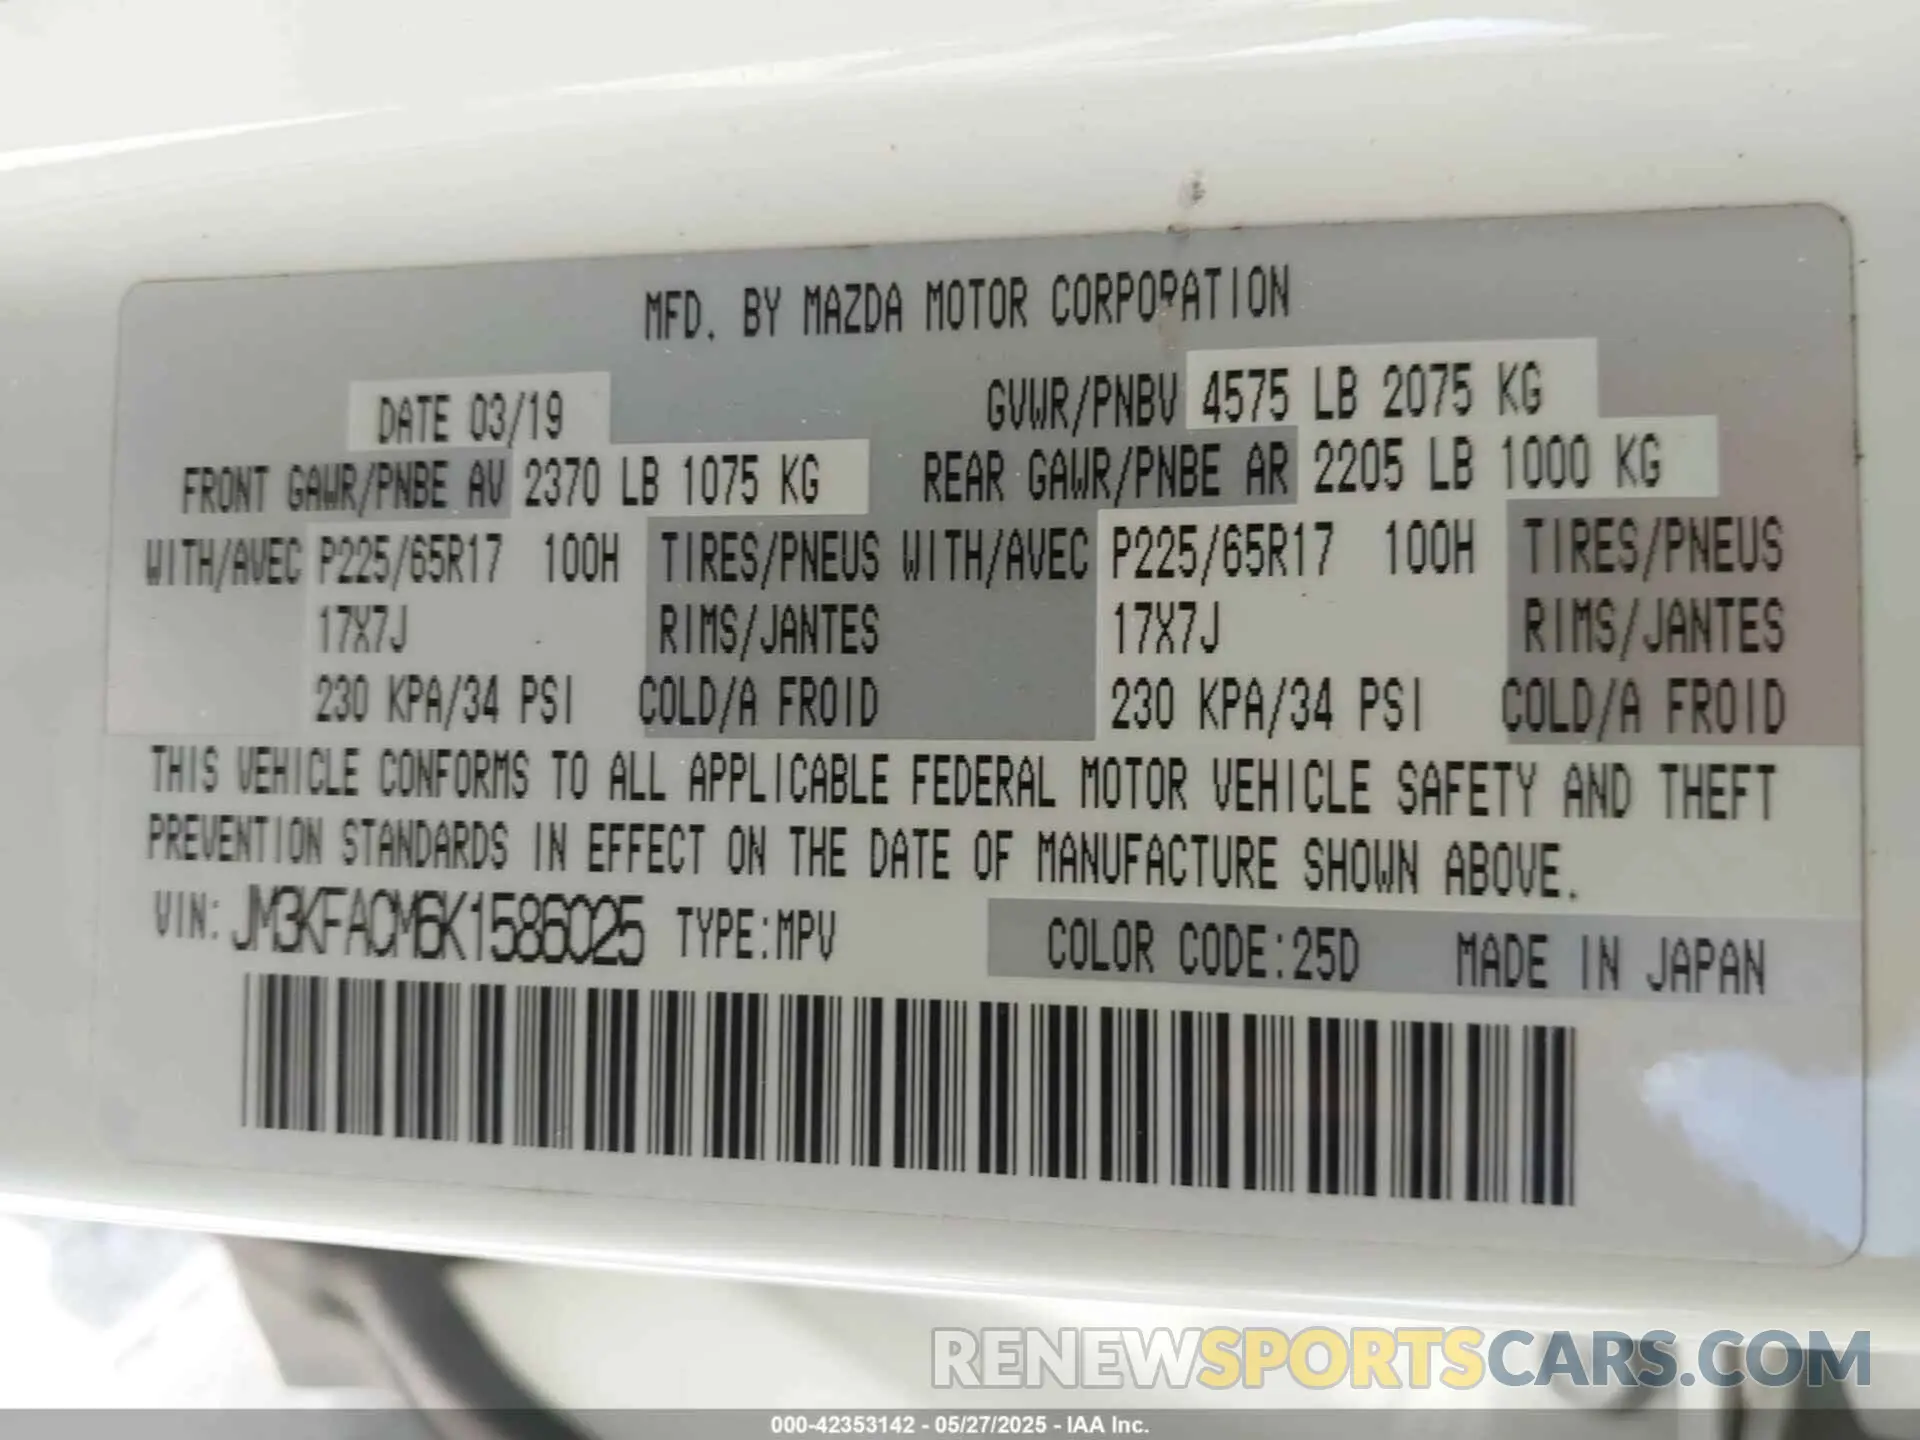 MFD. BY MAZDA MOTOR CORPORATION
DATE 03/19 GVWR/PNBV 4575 LB 2075 KG
FRONT GAWR/PNBE AV 2370 LB 1075 KG REAR GAWR/PNBE AR 2205 LB 1000 KG
WITH/AVEC P225/65R17 100H TIRES/PNEUS WITH/AVEC P225/65R17 100H TIRES/PNEUS
17X7J RIMS/JANTES 17X7J RIMS/JANTES
230 KPA/34 PSI COLD/A FROID 230 KPA/34 PSI COLD/A FROID
THIS VEHICLE CONFORMS TO ALL APPLICABLE FEDERAL MOTOR VEHICLE SAFETY AND THEFT
PREVENTION STANDARDS IN EFFECT ON THE DATE OF MANUFACTURE SHOWN ABOVE.
VIN: JM3KFACM6K1586025 TYPE:MPV COLOR CODE:25D MADE IN JAPAN
RENEWSPORTSCARS.COM
000-42353142 - 05/27/2025 - IAA Inc.